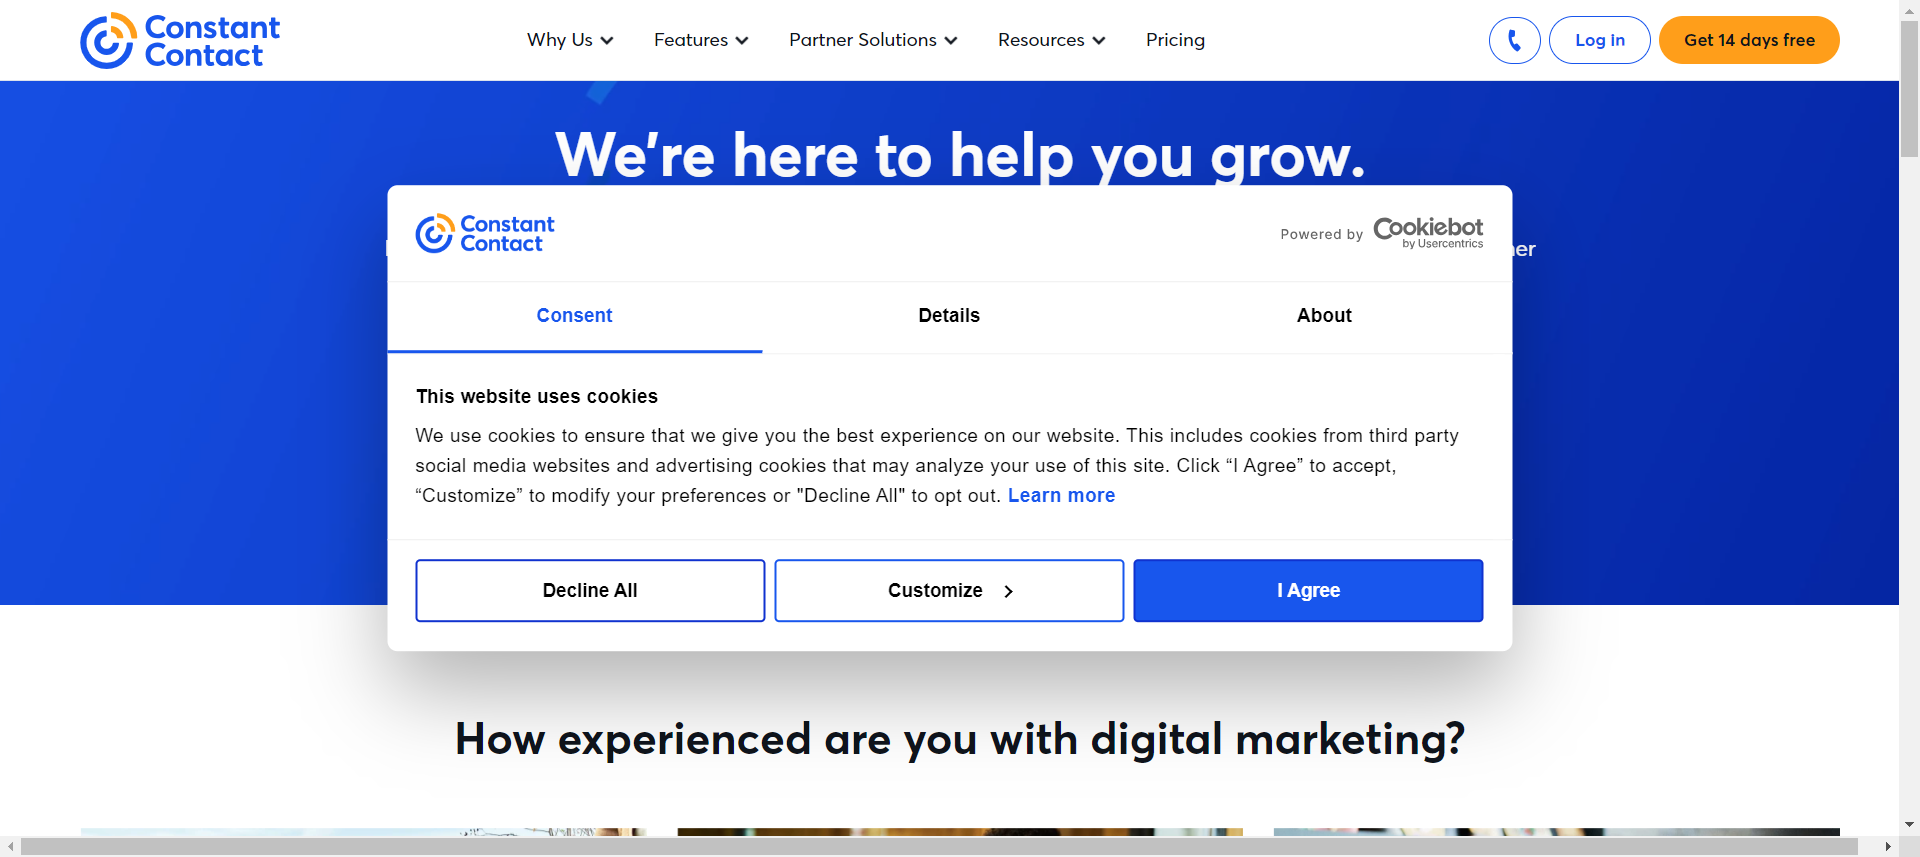 Constant
Contact
Why Us
Features
Partner Solutions
Resources
Pricing
Log in
Get 14 days free
We're here to help you grow.
Constant
Contact
Powered by
Cookiebot
by Usercentrics
Consent
Details
About
This website uses cookies
We use cookies to ensure that we give you the best experience on our website. This includes cookies from third party
social media websites and advertising cookies that may analyze your use of this site. Click “I Agree” to accept,
“Customize” to modify your preferences or "Decline All" to opt out. Learn more
Decline All
Customize
I Agree
How experienced are you with digital marketing?